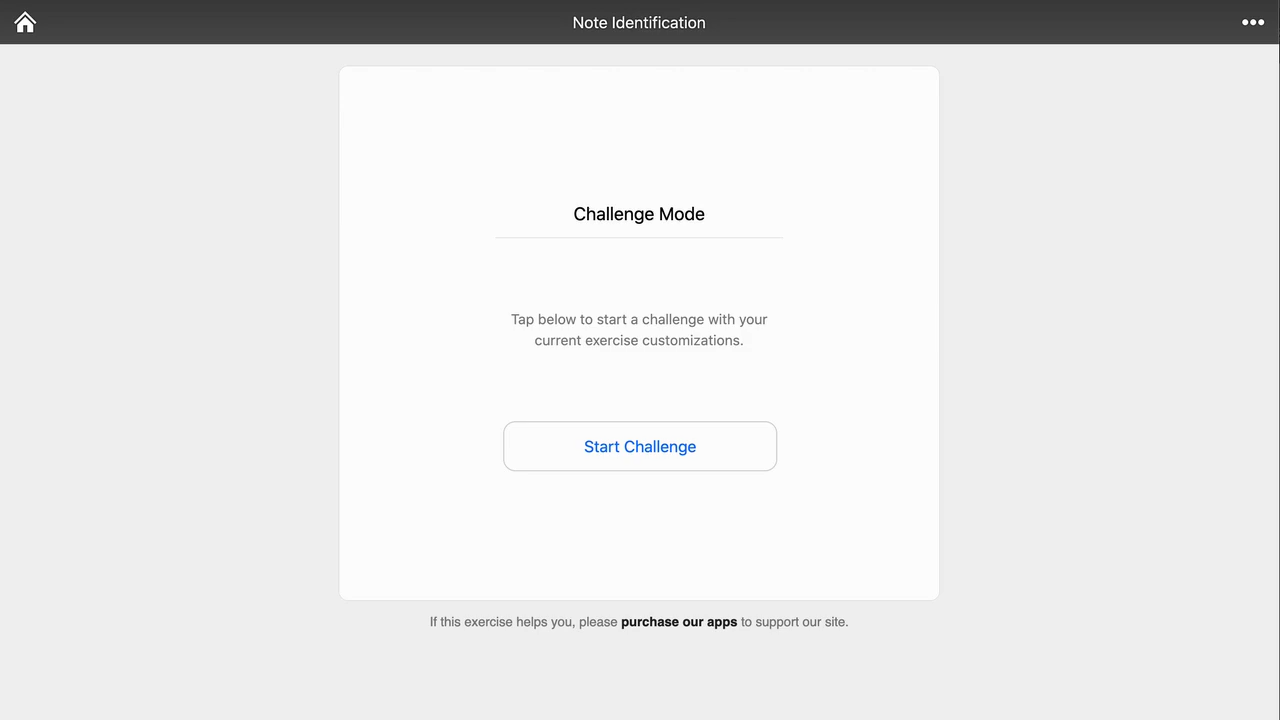 Note Identification
Challenge Mode
Tap below to start a challenge with your
current exercise customizations.
Start Challenge
If this exercise helps you, please purchase our apps to support our site.